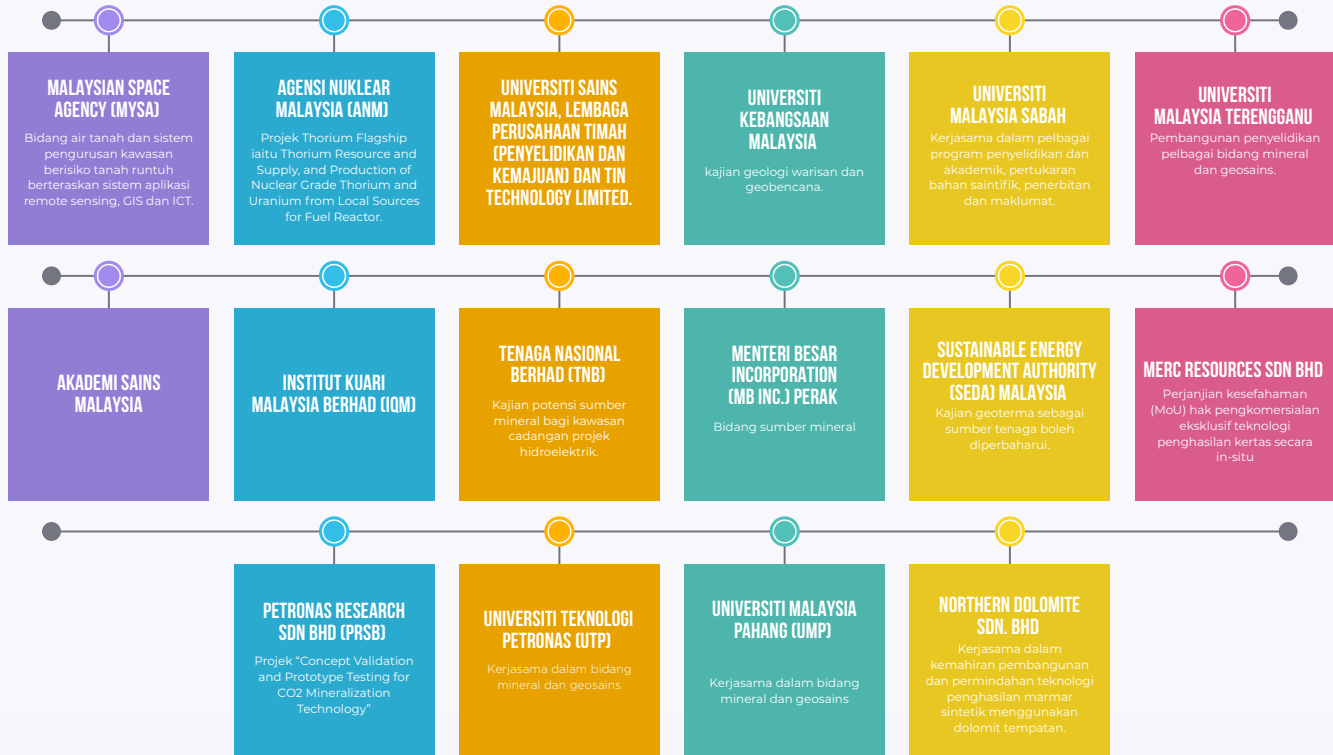 MALAYSIAN SPACE
AGENCY (MYSA)
Bidang air tanah dan sistem
pengurusan kawasan
berisiko tanah runtuh
berteraskan sistem aplikasi
remote sensing, GIS dan ICT.
AGENSI NUKLEAR
MALAYSIA (ANM)
Projek Thorium Flagship
iaitu Thorium Resource and
Supply, and Production of
Nuclear Grade Thorium and
Uranium from Local Sources
for Fuel Reactor.
UNIVERSITI SAINS
MALAYSIA, LEMBAGA
PERUSAHAAN TIMAH
(PENYELIDIKAN DAN
KEMAJUAN) DAN TIN
TECHNOLOGY LIMITED.
UNIVERSITI
KEBANGSAAN
MALAYSIA
kajian geologi warisan dan
geobencana.
UNIVERSITI
MALAYSIA SABAH
Kerjasama dalam pelbagai
program penyelidikan dan
akademik, pertukaran
bahan saintifik, penerbitan
dan maklumat.
UNIVERSITI
MALAYSIA TERENGGANU
Pembangunan penyelidikan
pelbagai bidang mineral
dan geosains.
AKADEMI SAINS
MALAYSIA
INSTITUT KUARI
MALAYSIA BERHAD (IQM)
TENAGA NASIONAL
BERHAD (TNB)
Kajian potensi sumber
mineral bagi kawasan
cadangan projek
hidroelektrik.
MENTERI BESAR
INCORPORATION
(MB INC.) PERAK
Bidang sumber mineral
SUSTAINABLE ENERGY
DEVELOPMENT AUTHORITY
(SEDA) MALAYSIA
Kajian geoterma sebagai
sumber tenaga boleh
diperbaharui.
MERC RESOURCES SDN BHD
Perjanjian kesefahaman
(MoU) hak pengkomersialan
eksklusif teknologi
penghasilan kertas secara
in-situ
PETRONAS RESEARCH
SDN BHD (PRSB)
Projek “Concept Validation
and Prototype Testing for
CO2 Mineralization
Technology”
UNIVERSITI TEKNOLOGI
PETRONAS (UTP)
Kerjasama dalam bidang
mineral dan geosains
UNIVERSITI MALAYSIA
PAHANG (UMP)
Kerjasama dalam bidang
mineral dan geosains
NORTHERN DOLOMITE
SDN. BHD
Kerjasama dalam
kemahiran pembangunan
dan permindahan teknologi
penghasilan marmar
sintetik menggunakan
dolomit tempatan.